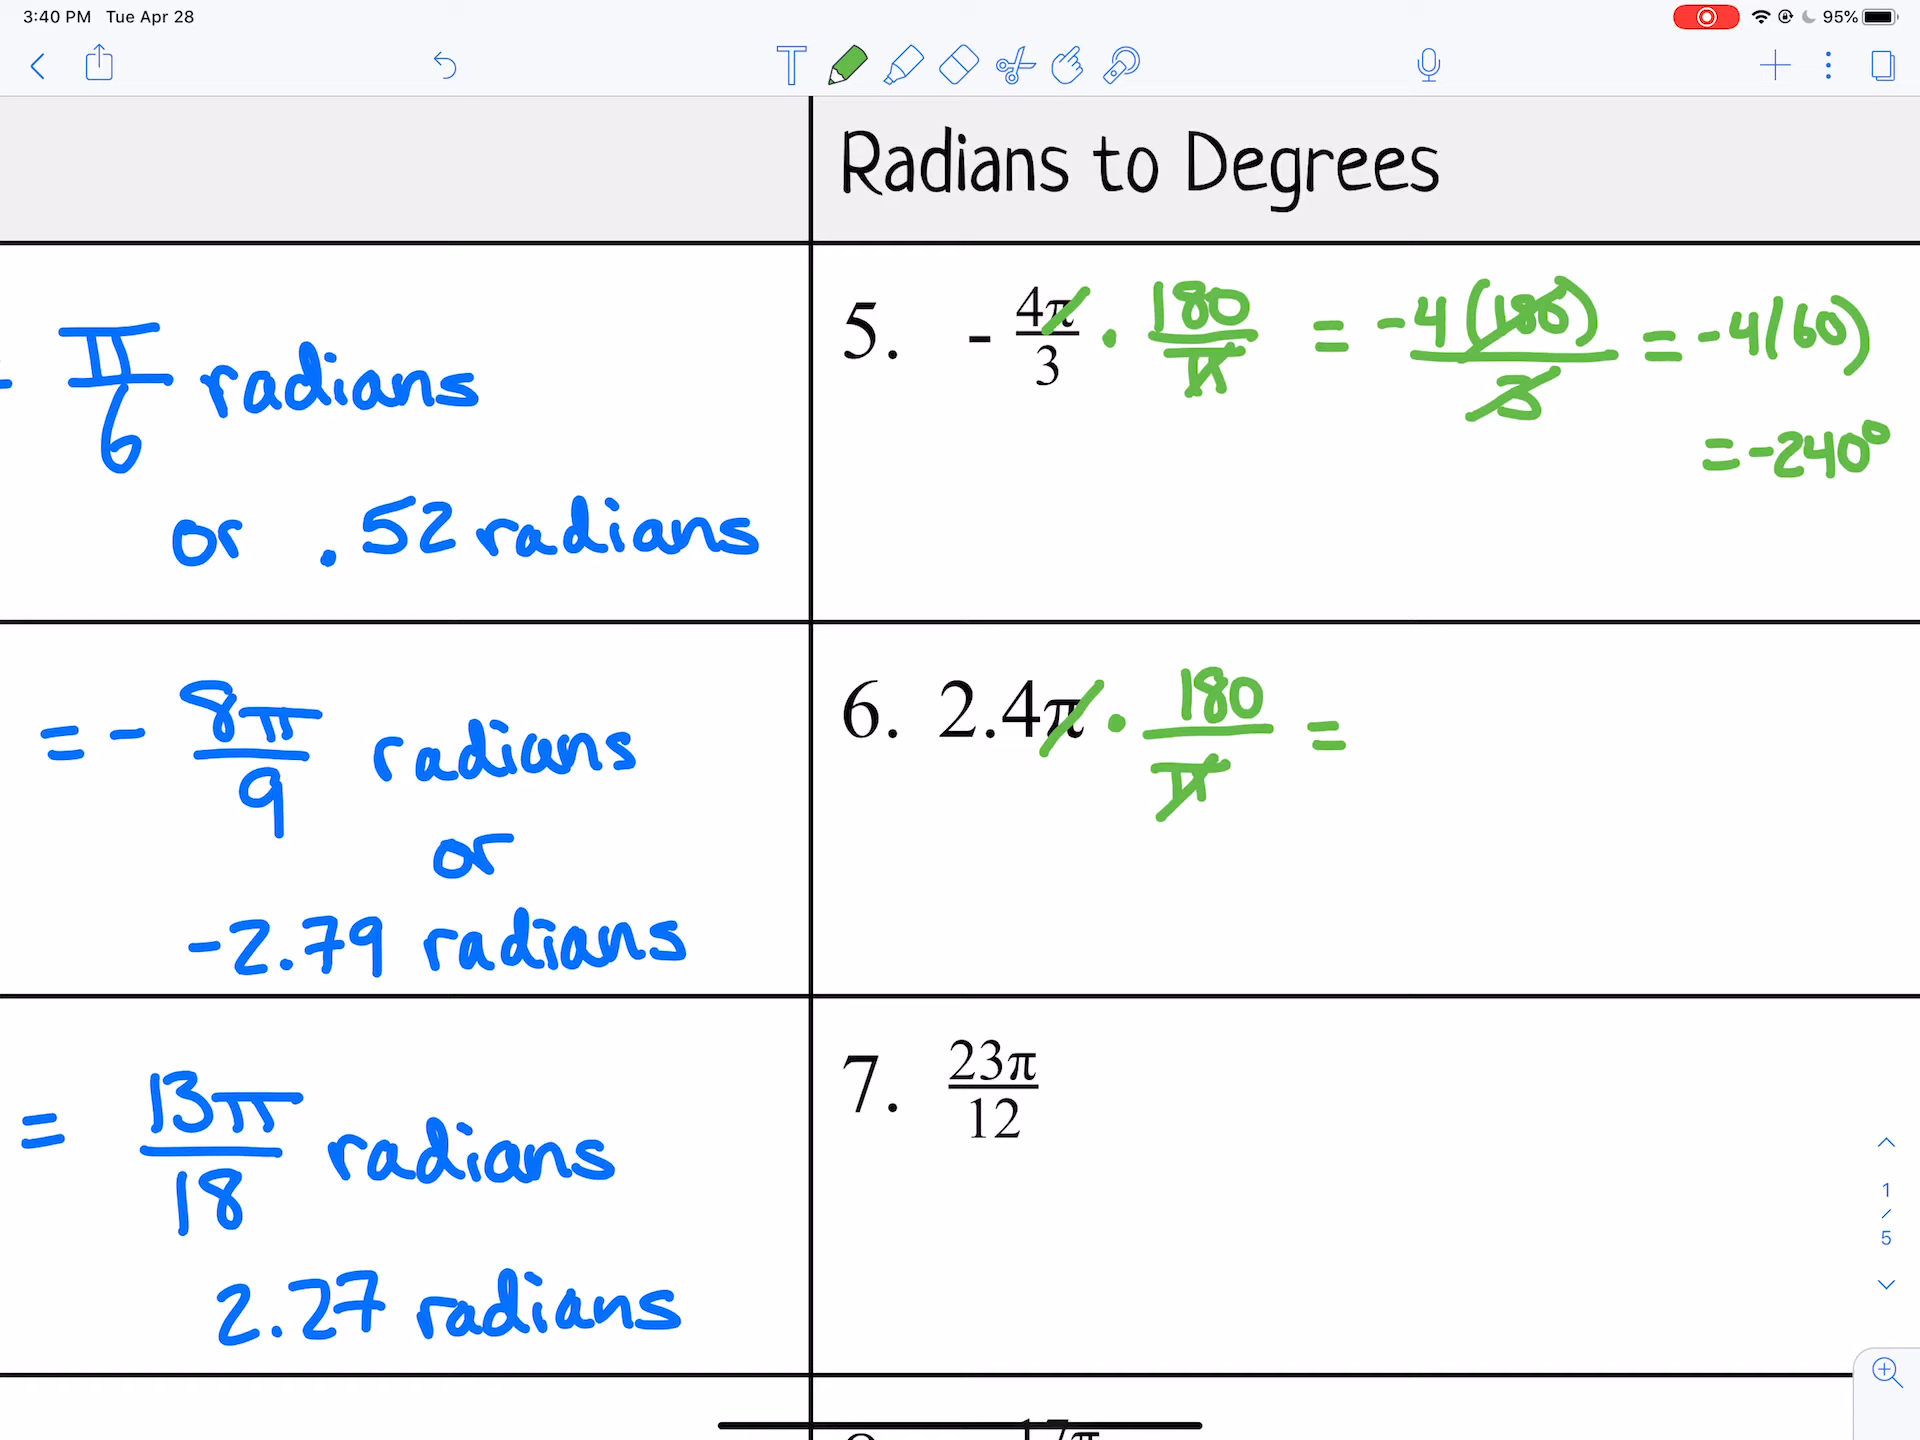 3:40 PM Tue Apr 28 95%
T
Radians to Degrees
π/6 radians
or .52 radians
5. - 4π/3 · 180/π = -4(180)/3 = -4(60)
= -240°
= - 8π/9 radians
or
-2.79 radians
6. 2.4π · 180/π =
= 13π/18 radians
2.27 radians
7. 23π/12
1/5
17π